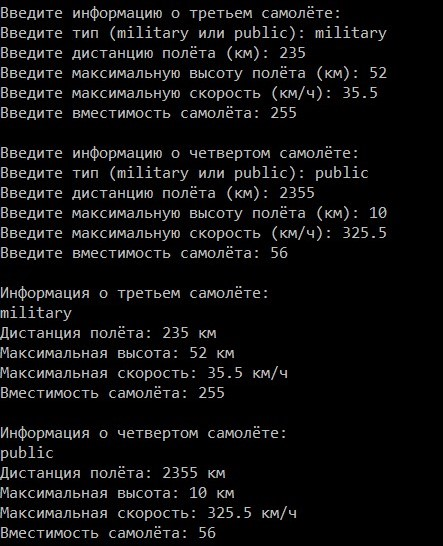 Введите информацию о третьем самолёте:
Введите тип (military или public): military
Введите дистанцию полёта (км): 235
Введите максимальную высоту полёта (км): 52
Введите максимальную скорость (км/ч): 35.5
Введите вместимость самолёта: 255
Введите информацию о четвертом самолёте:
Введите тип (military или public): public
Введите дистанцию полёта (км): 2355
Введите максимальную высоту полёта (км): 10
Введите максимальную скорость (км/ч): 325.5
Введите вместимость самолёта: 56
Информация о третьем самолёте:
military
Дистанция полёта: 235 км
Максимальная высота: 52 км
Максимальная скорость: 35.5 км/ч
Вместимость самолёта: 255
Информация о четвертом самолёте:
public
Дистанция полёта: 2355 км
Максимальная высота: 10 км
Максимальная скорость: 325.5 км/ч
Вместимость самолёта: 56